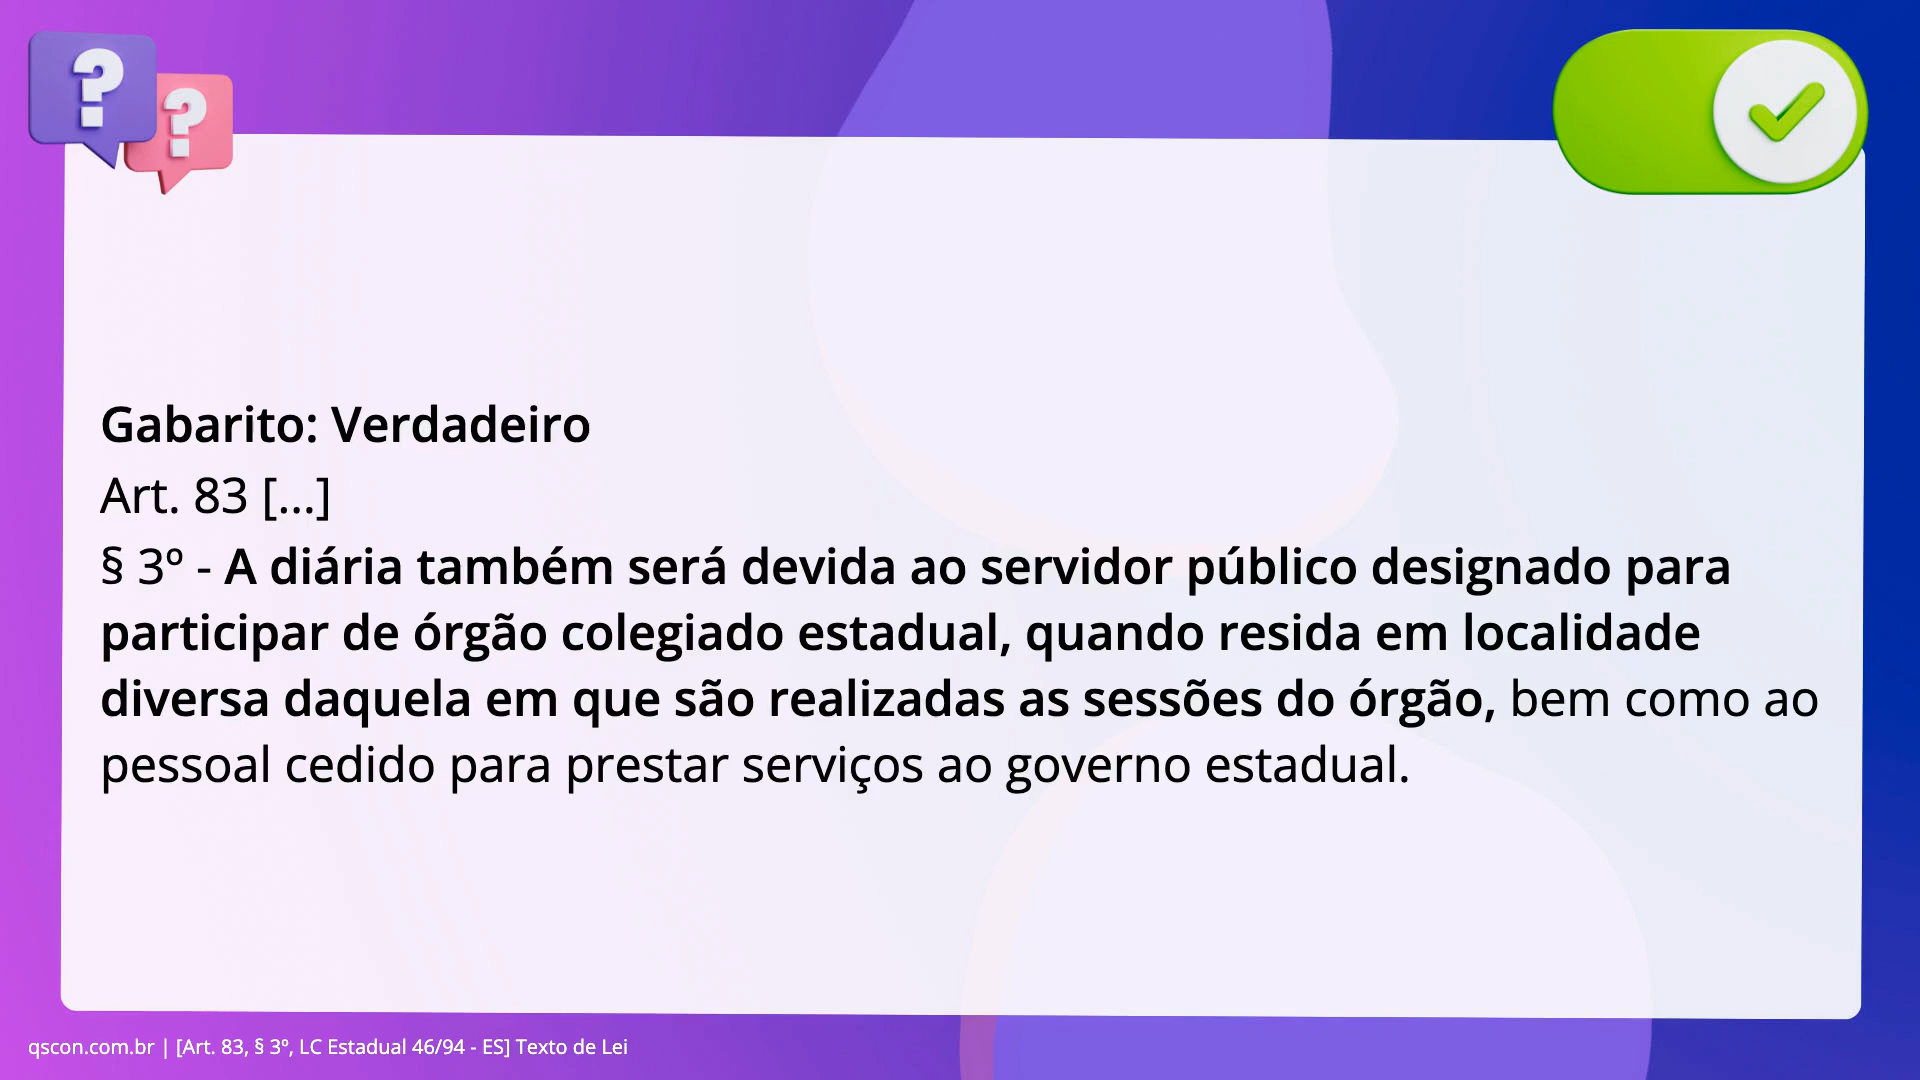 ?
?
Gabarito: Verdadeiro
Art. 83 [...]
§ 3º - A diária também será devida ao servidor público designado para
participar de órgão colegiado estadual, quando resida em localidade
diversa daquela em que são realizadas as sessões do órgão, bem como ao
pessoal cedido para prestar serviços ao governo estadual.
qscon.com.br | [Art. 83, § 3º, LC Estadual 46/94 - ES] Texto de Lei